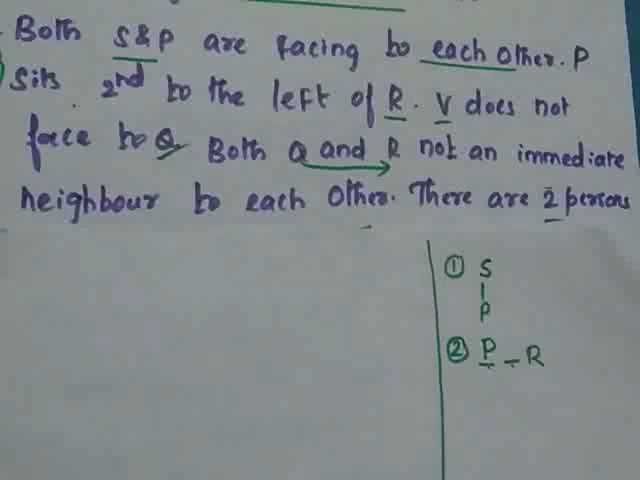 Both S & P are facing to each other. P
Sits 2nd to the left of R. V does not
face to Q. Both Q and R not an immediate
neighbour to each other. There are 2 persons
① S
P
② P - R